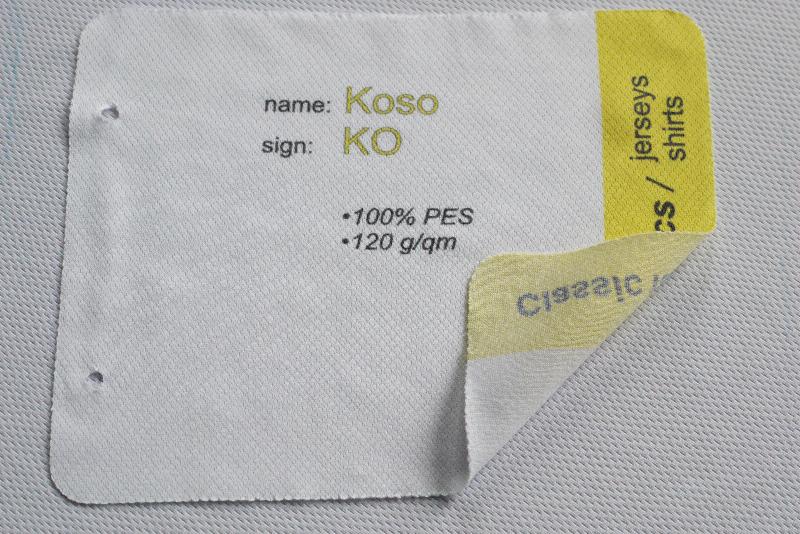 name: Koso
sign: KO
•100% PES
•120 g/qm
jerseys
shirts
cs /
Classic